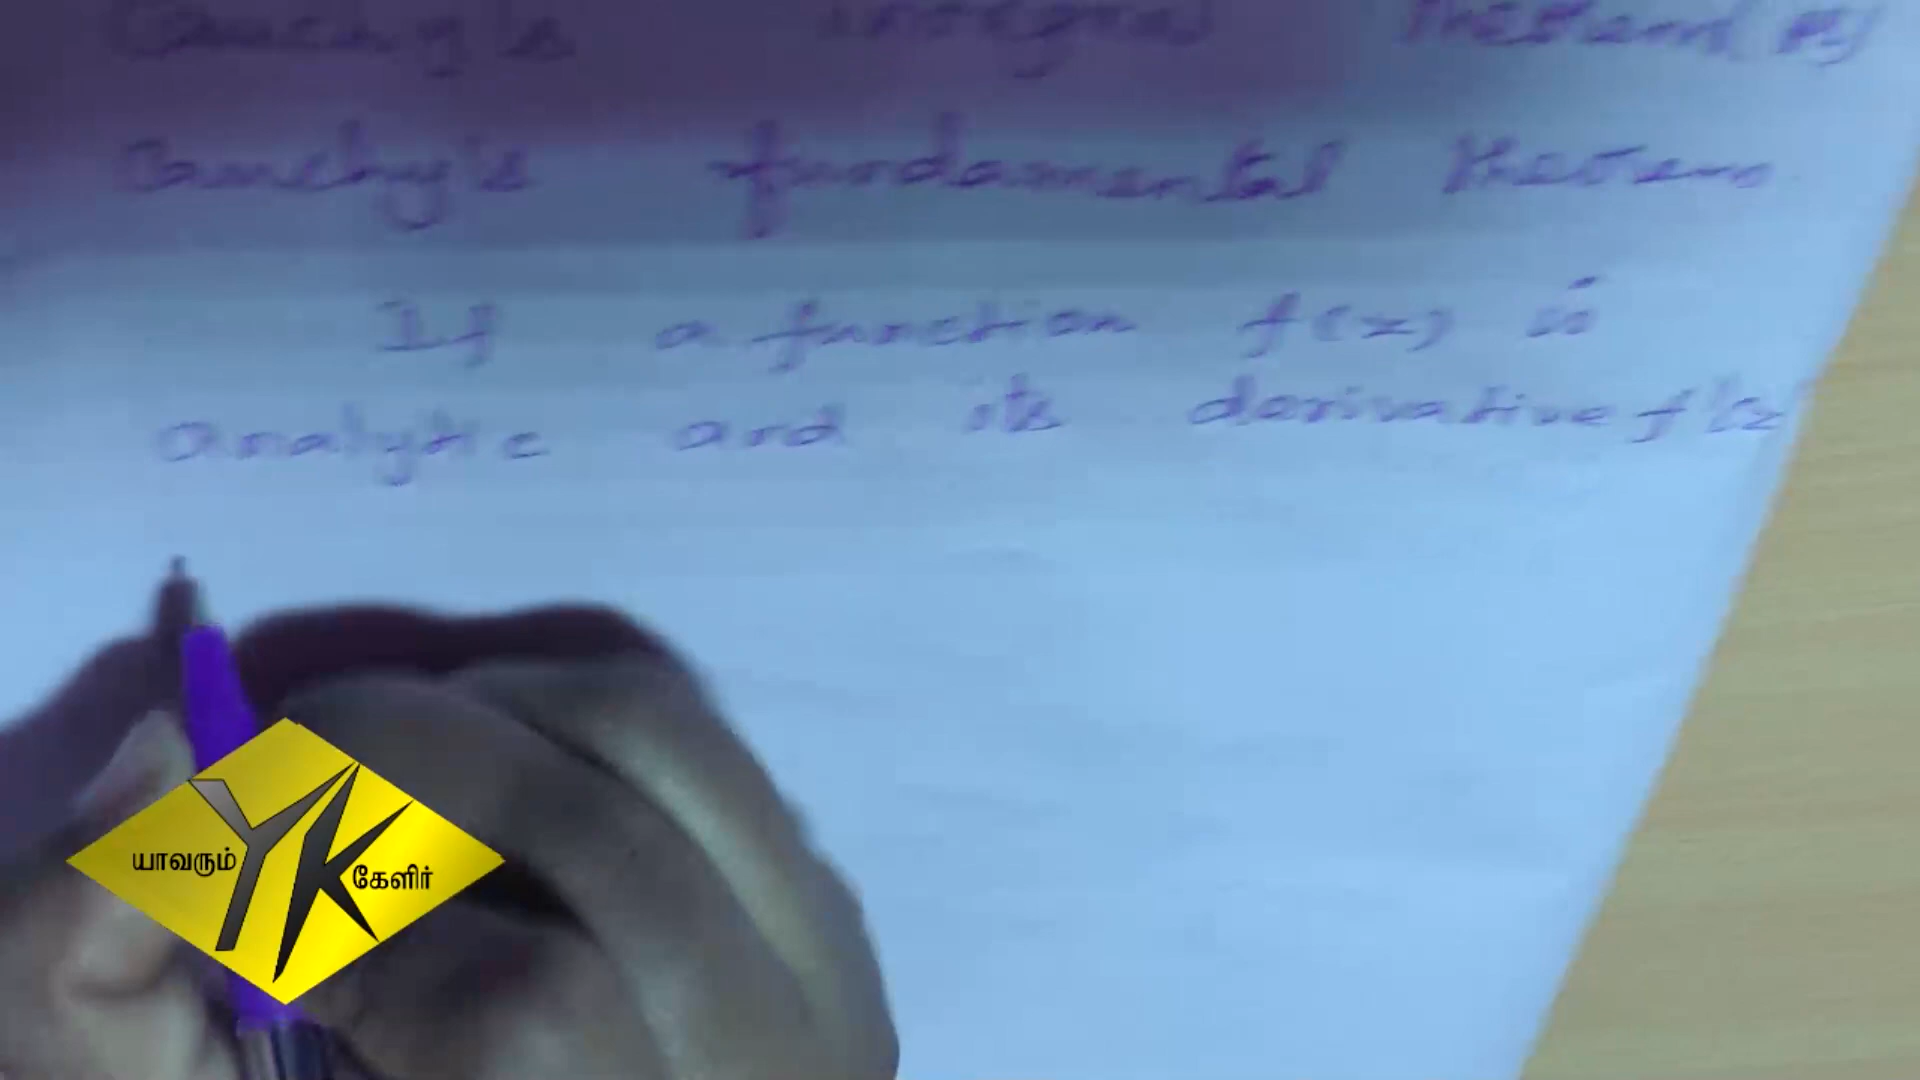 Cauchy's integral theorem (or)
Cauchy's fundamental theorem
If a function f(z) is
analytic and its derivative f'(z
யாவரும் YK கேளிர்